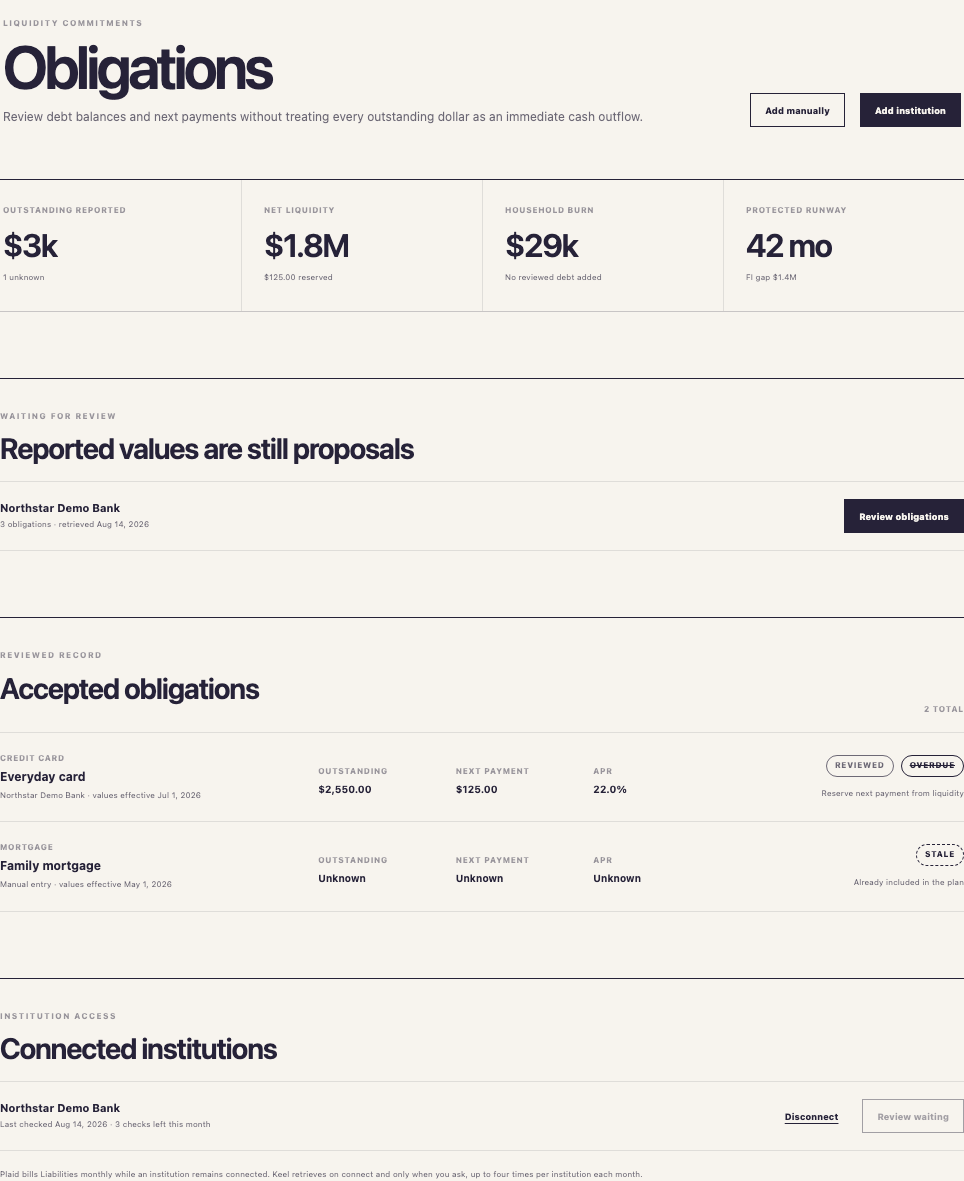 LIQUIDITY COMMITMENTS
Obligations
Review debt balances and next payments without treating every outstanding dollar as an immediate cash outflow.
Add manually
Add institution
OUTSTANDING REPORTED
$3k
1 unknown
NET LIQUIDITY
$1.8M
$125.00 reserved
HOUSEHOLD BURN
$29k
No reviewed debt added
PROTECTED RUNWAY
42 mo
FI gap $1.4M
WAITING FOR REVIEW
Reported values are still proposals
Northstar Demo Bank
3 obligations · retrieved Aug 14, 2026
Review obligations
REVIEWED RECORD
Accepted obligations
2 TOTAL
CREDIT CARD
Everyday card
Northstar Demo Bank · values effective Jul 1, 2026
OUTSTANDING
$2,550.00
NEXT PAYMENT
$125.00
APR
22.0%
REVIEWED
OVERDUE
Reserve next payment from liquidity
MORTGAGE
Family mortgage
Manual entry · values effective May 1, 2026
OUTSTANDING
Unknown
NEXT PAYMENT
Unknown
APR
Unknown
STALE
Already included in the plan
INSTITUTION ACCESS
Connected institutions
Northstar Demo Bank
Last checked Aug 14, 2026 · 3 checks left this month
Disconnect
Review waiting
Plaid bills Liabilities monthly while an institution remains connected. Keel retrieves on connect and only when you ask, up to four times per institution each month.